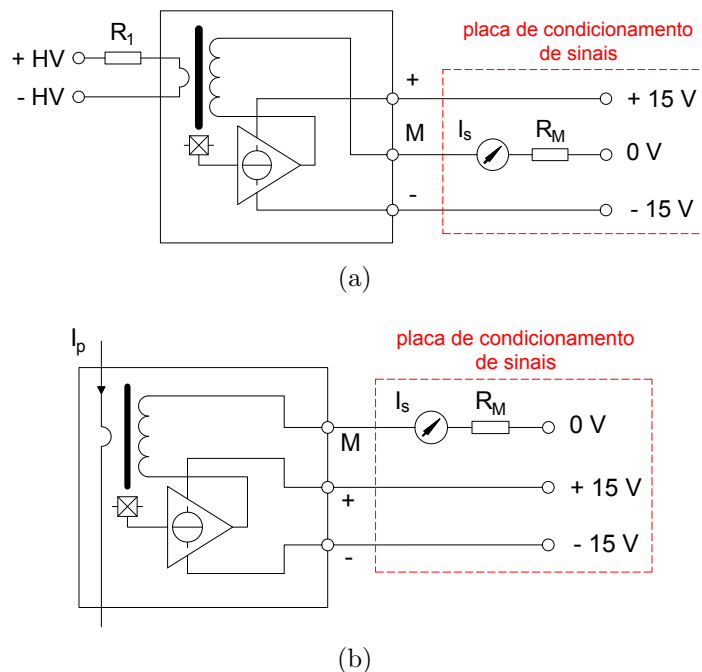 placa de condicionamento
de sinais
R1
+ HV
- HV
+
+ 15 V
M
Is
RM
0 V
-
- 15 V
(a)
Ip
placa de condicionamento
de sinais
Is
RM
0 V
M
+ 15 V
+
- 15 V
-
(b)